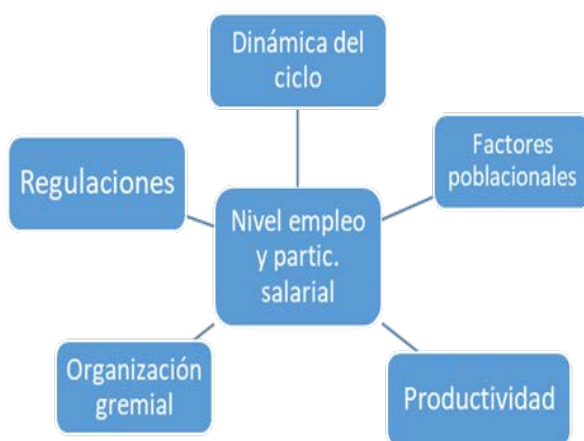 Dinámica del
ciclo
Factores
poblacionales
Regulaciones
Nivel empleo
y partic.
salarial
Organización
gremial
Productividad